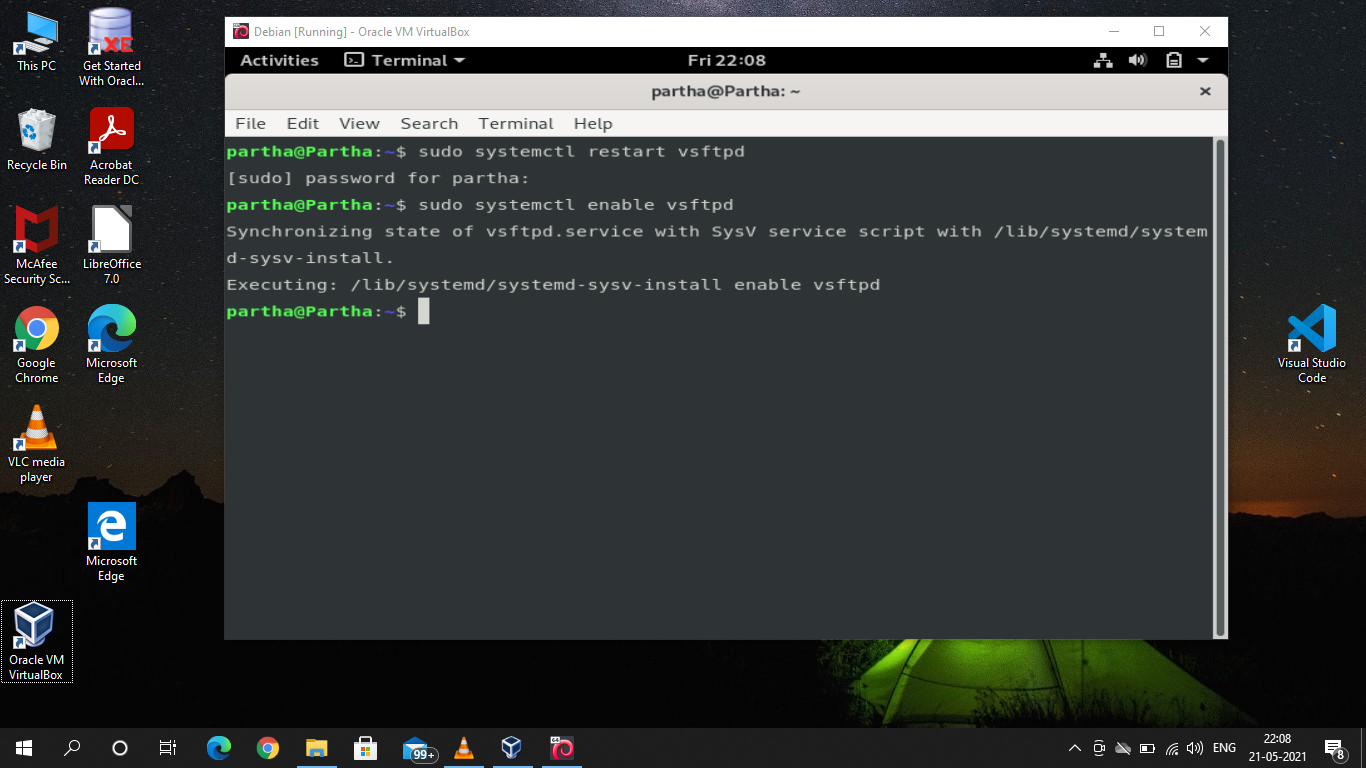 Debian [Running] - Oracle VM VirtualBox
Activities
Terminal
Fri 22:08
partha@Partha: ~
File Edit View Search Terminal Help
partha@Partha:~$ sudo systemctl restart vsftpd
[sudo] password for partha:
partha@Partha:~$ sudo systemctl enable vsftpd
Synchronizing state of vsftpd.service with SysV service script with /lib/systemd/system
d-sysv-install.
Executing: /lib/systemd/systemd-sysv-install enable vsftpd
partha@Partha:~$
This PC
XE
Get Started
With Oracl...
Recycle Bin
Acrobat
Reader DC
McAfee
Security Sc...
LibreOffice
7.0
Google
Chrome
Microsoft
Edge
VLC media
player
Microsoft
Edge
Oracle VM
VirtualBox
Visual Studio
Code
99+
64
ENG
22:08
21-05-2021
8